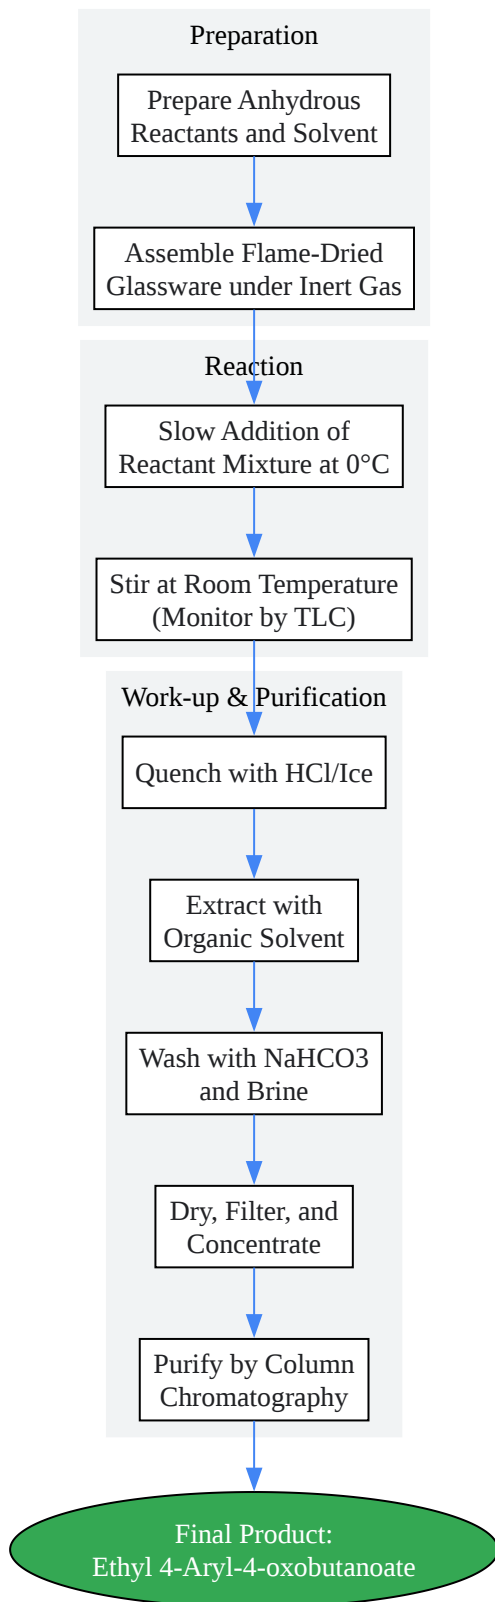 Preparation
Prepare Anhydrous
Reactants and Solvent
Assemble Flame-Dried
Glassware under Inert Gas
Reaction
Slow Addition of
Reactant Mixture at 0°C
Stir at Room Temperature
(Monitor by TLC)
Work-up & Purification
Quench with HCl/Ice
Extract with
Organic Solvent
Wash with NaHCO3
and Brine
Dry, Filter, and
Concentrate
Purify by Column
Chromatography
Final Product:
Ethyl 4-Aryl-4-oxobutanoate